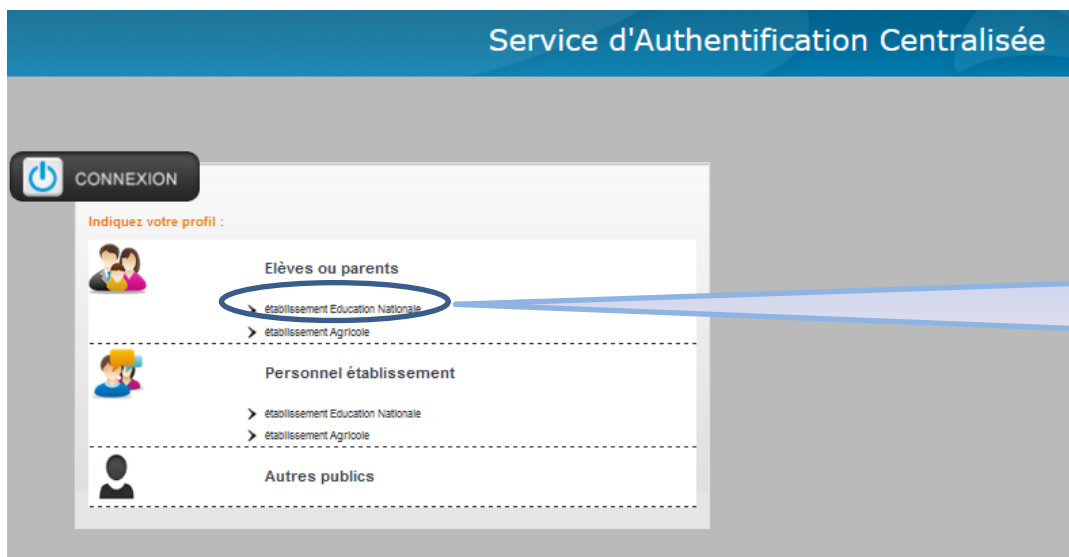 Service d'Authentification Centralisée
CONNEXION
Indiquez votre profil :
Elèves ou parents
établissement Education Nationale
établissement Agricole
Personnel établissement
établissement Education Nationale
établissement Agricole
Autres publics